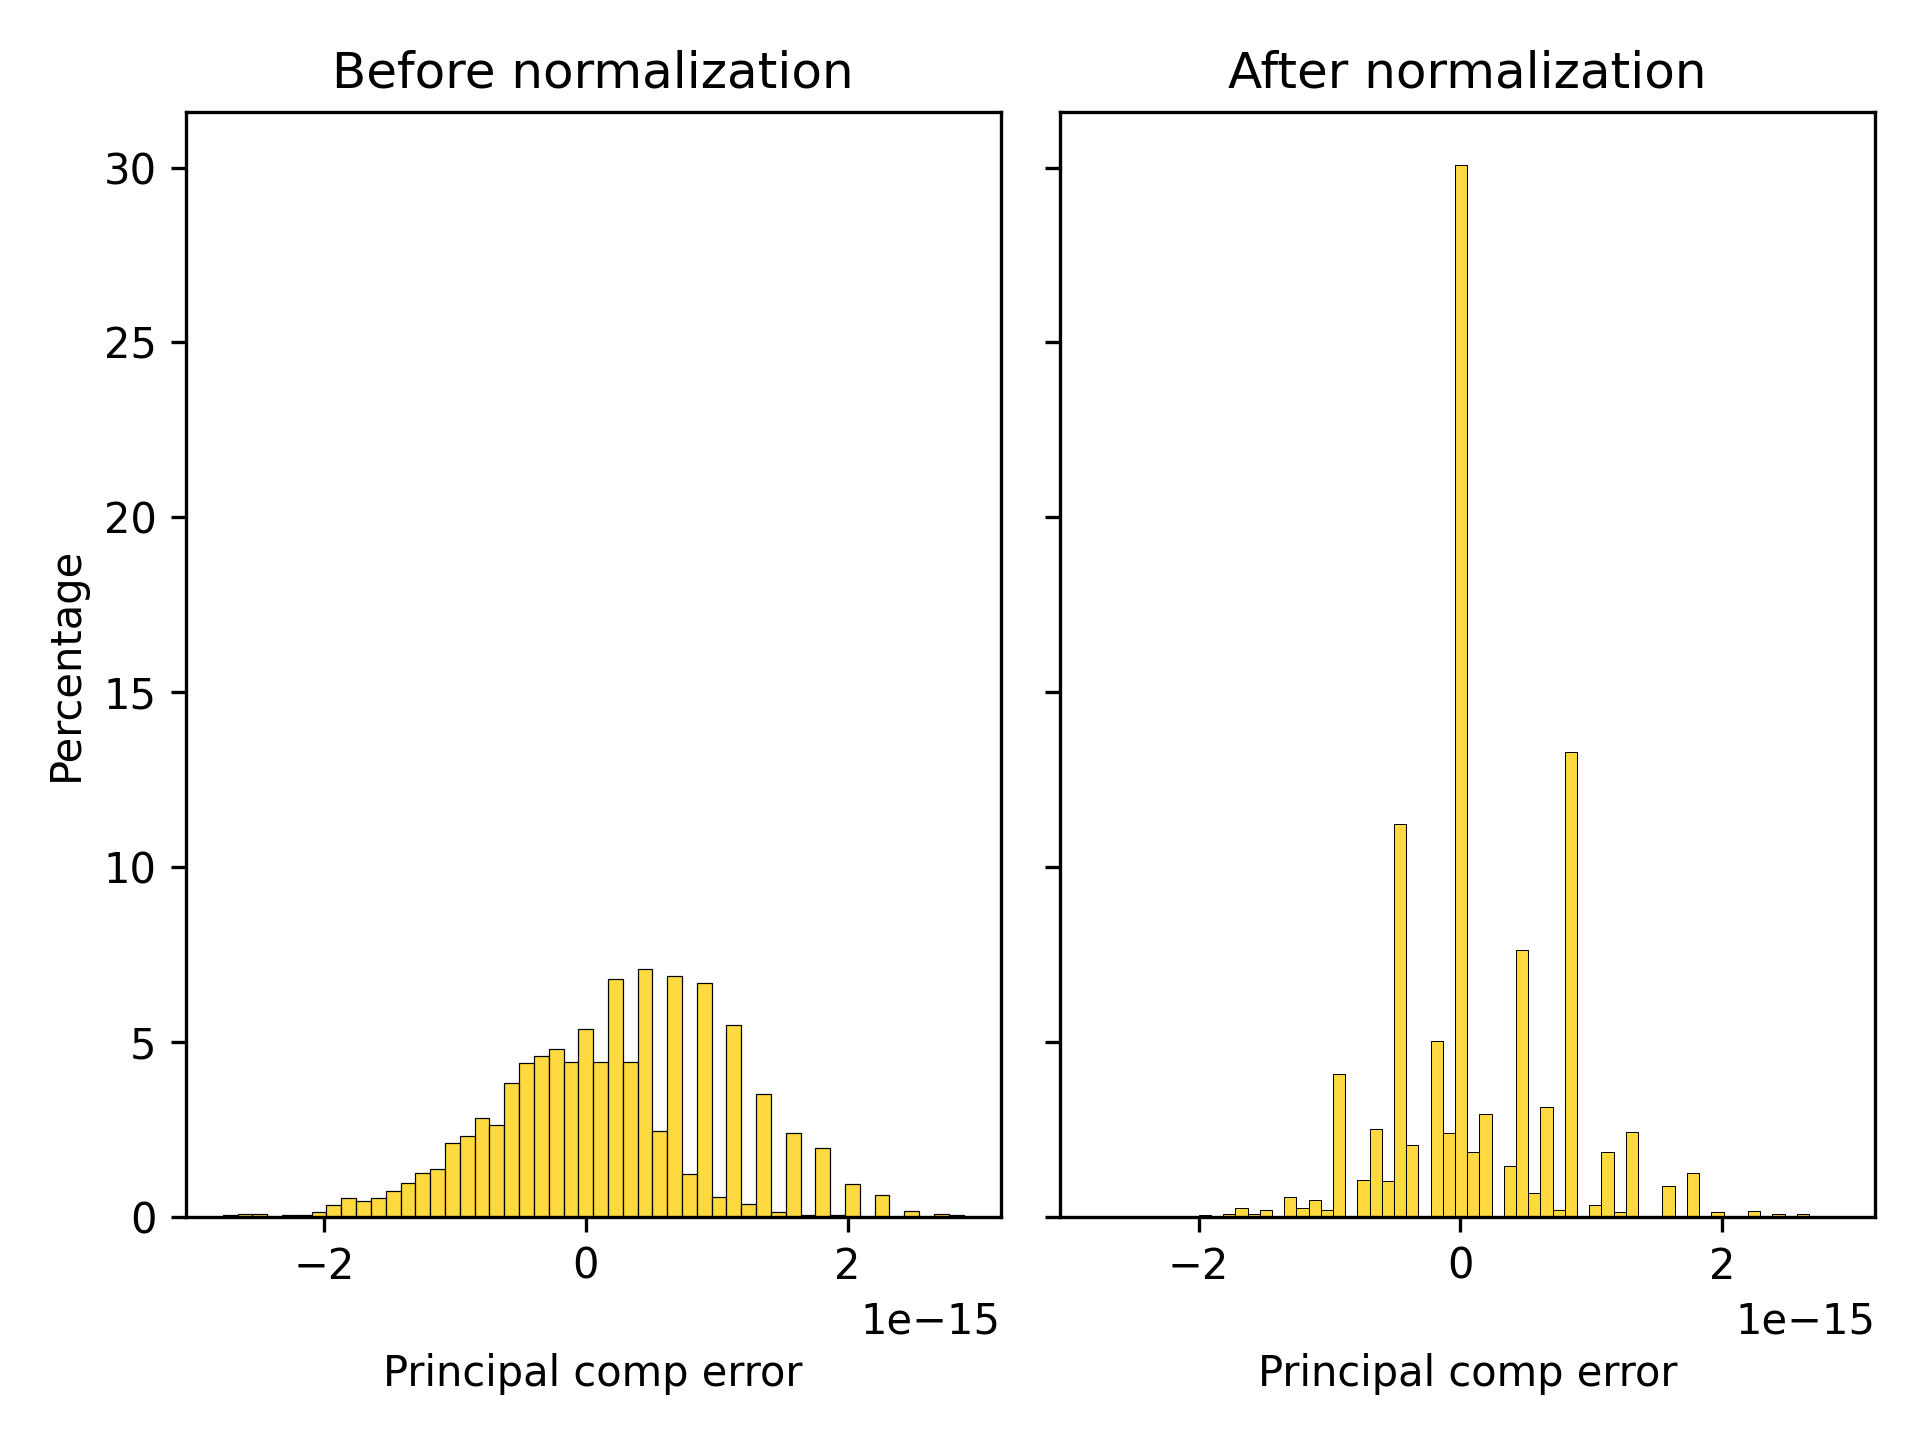 Before normalization
After normalization
Percentage
30
25
20
15
10
5
0
−2
0
2
1e−15
Principal comp error
−2
0
2
1e−15
Principal comp error